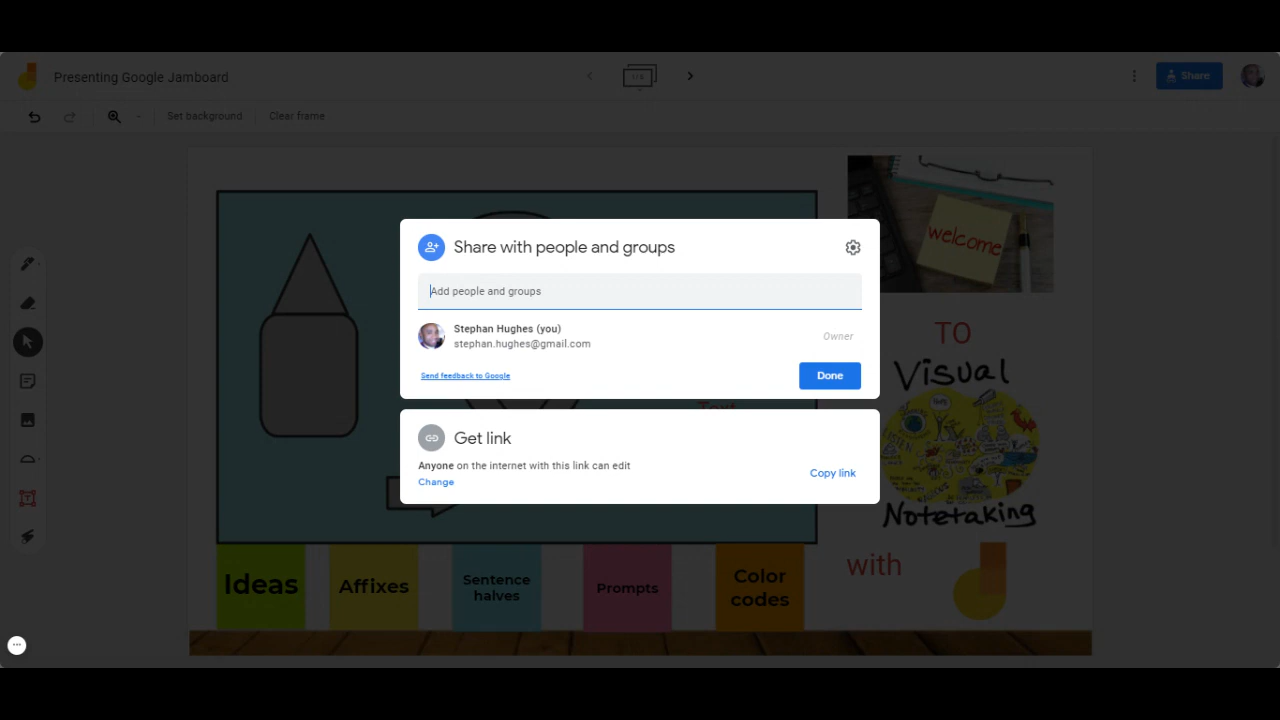 Presenting Google Jamboard
Share
Set background
Clear frame
welcome
Share with people and groups
Add people and groups
Stephan Hughes (you)
stephan.hughes@gmail.com
Owner
Send feedback to Google
Done
Text
Get link
Anyone on the internet with this link can edit
Change
Copy link
TO
Visual
Notetaking
with
Ideas
Affixes
Sentence
halves
Prompts
Color
codes